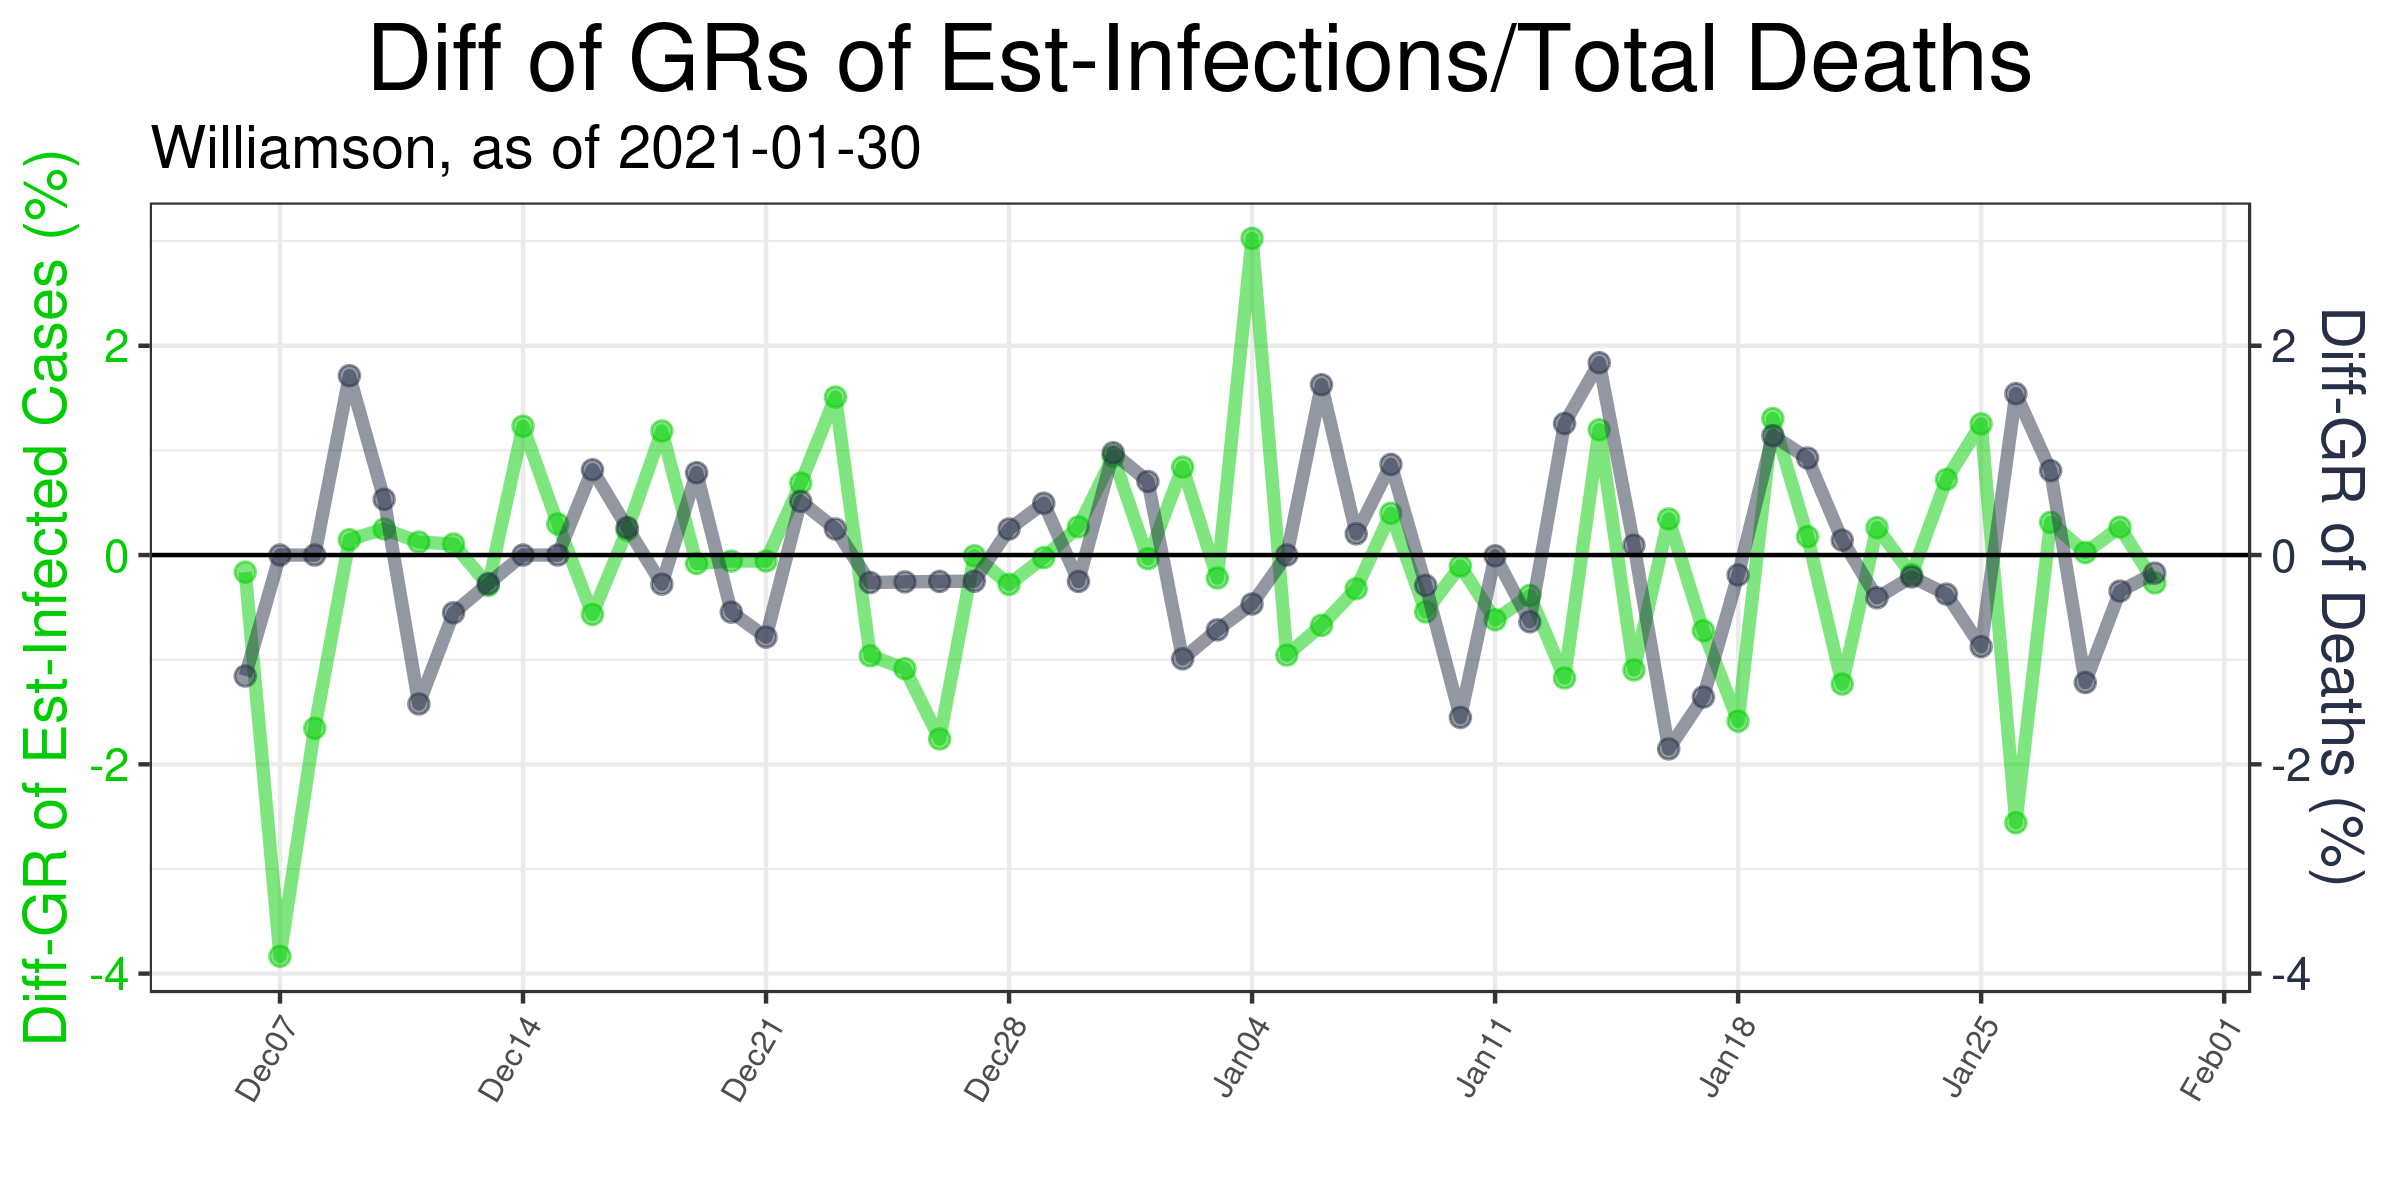 Diff of GRs of Est-Infections/Total Deaths
Williamson, as of 2021-01-30
Diff-GR of Est-Infected Cases (%)
2
0
-2
-4
2
0
-2
-4
Diff-GR of Deaths (%)
Dec07
Dec14
Dec21
Dec28
Jan04
Jan11
Jan18
Jan25
Feb01